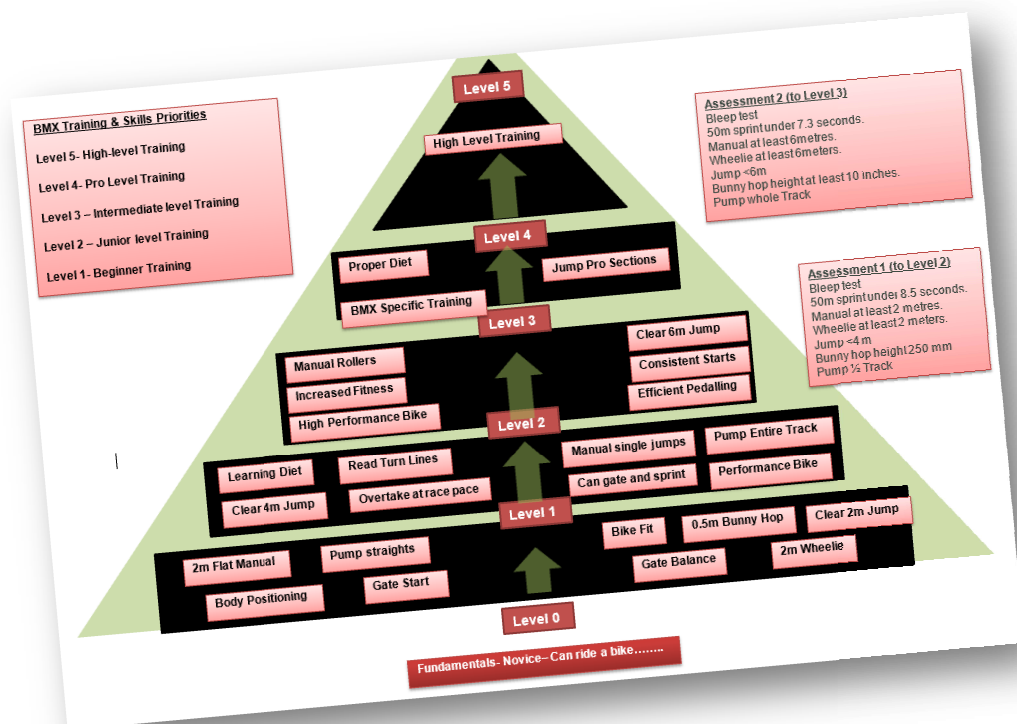 BMX Training & Skills Priorities
Level 5- High-level Training
Level 4- Pro Level Training
Level 3 – Intermediate level Training
Level 2 – Junior level Training
Level 1- Beginner Training
Level 5
High Level Training
Assessment 2 (to Level 3)
Bleep test
50m sprint under 7.3 seconds.
Manual at least 6metres.
Wheelie at least 6meters.
Jump <6m
Bunny hop height at least 10 inches.
Pump whole Track
Level 4
Proper Diet
Jump Pro Sections
BMX Specific Training
Assessment 1 (to Level 2)
Bleep test
50m sprint under 8.5 seconds.
Manual at least 2 metres.
Wheelie at least 2 meters.
Jump <4 m
Bunny hop height 250 mm
Pump ½ Track
Level 3
Manual Rollers
Increased Fitness
High Performance Bike
Clear 6m Jump
Consistent Starts
Efficient Pedalling
Level 2
Learning Diet
Read Turn Lines
Manual single jumps
Pump Entire Track
Clear 4m Jump
Overtake at race pace
Can gate and sprint
Performance Bike
Level 1
2m Flat Manual
Pump straights
Bike Fit
0.5m Bunny Hop
Clear 2m Jump
Body Positioning
Gate Start
Gate Balance
2m Wheelie
Level 0
Fundamentals- Novice– Can ride a bike……..